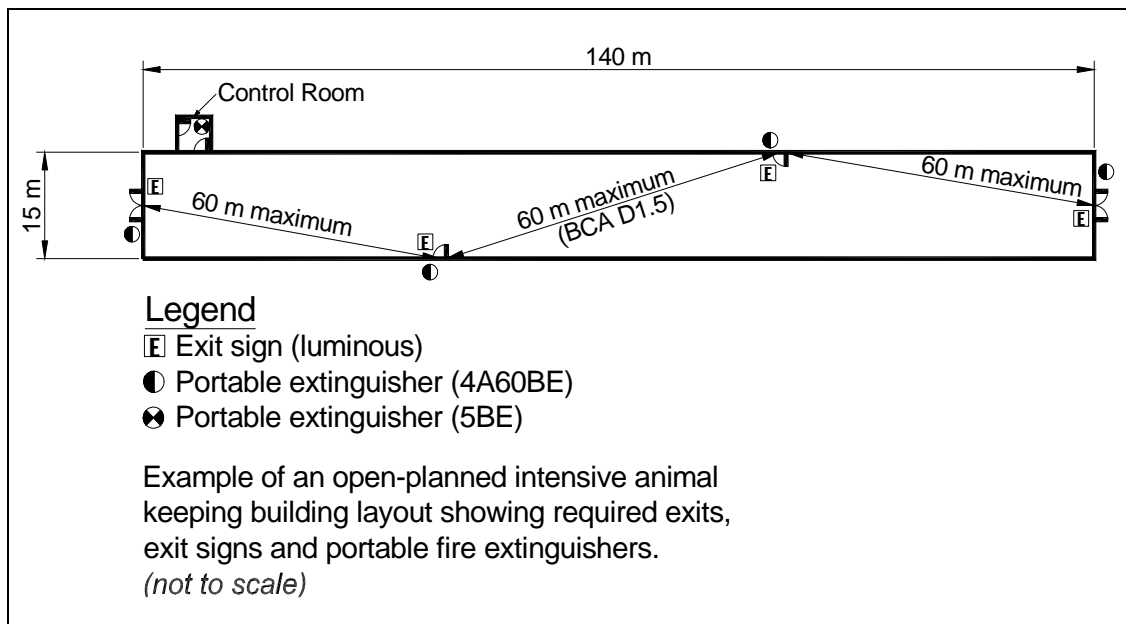 140 m
Control Room
15 m
E
60 m maximum
E
60 m maximum
(BCA D1.5)
E
60 m maximum
E
Legend
E Exit sign (luminous)
Portable extinguisher (4A60BE)
Portable extinguisher (5BE)
Example of an open-planned intensive animal
keeping building layout showing required exits,
exit signs and portable fire extinguishers.
(not to scale)